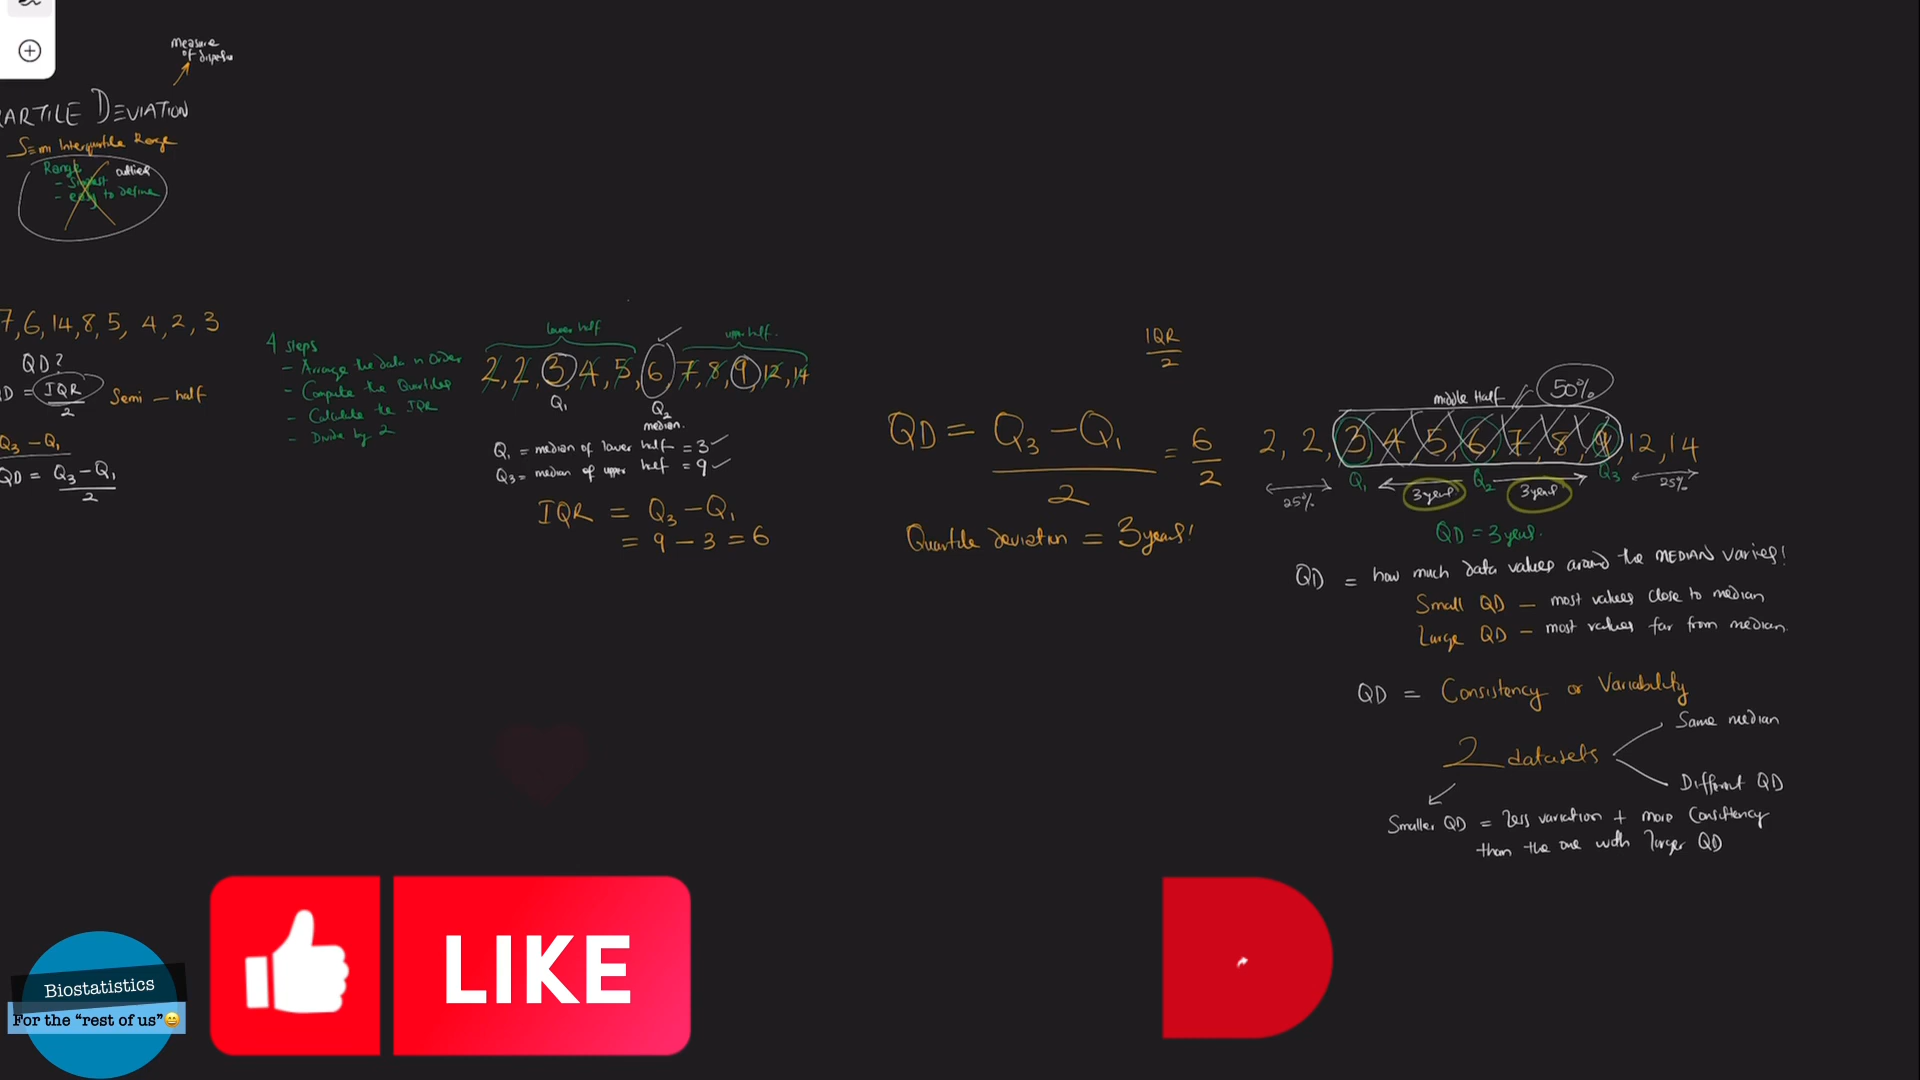 measure
of
ARTILE DEVIATION
Semi Interquartile Range
Range outlier
- Simplest
- easy to define
7, 6, 14, 8, 5, 4, 2, 3
QD?
D = IQR / 2 Semi - half
Q3 - Q1
QD = Q3 - Q1 / 2
4 steps
- Arrange the data in Order
- Compute the Quartiles
- Calculate the IQR
- Divide by 2
lower half
upper half.
2, 2, 3, 4, 5, 6, 7, 8, 9, 12, 14
Q1
Q2
median.
Q1 = median of lower half = 3
Q3 = median of upper half = 9
IQR = Q3 - Q1
= 9 - 3 = 6
IQR / 2
QD = Q3 - Q1 / 2 = 6 / 2
Quartile deviation = 3 years!
middle Half
50%
2, 2, 3, 4, 5, 6, 7, 8, 9, 12, 14
25%
Q1
3 years
Q2
3 years
Q3
25%
QD = 3 years.
QD = how much data values around the MEDIAN varies!
Small QD - most values close to median
Large QD - most values far from median.
QD = Consistency or Variability
2 datasets
Same median
Different QD
Smaller QD = less variation + more Consistency
than the one with larger QD
LIKE
Biostatistics
For the "rest of us"😄